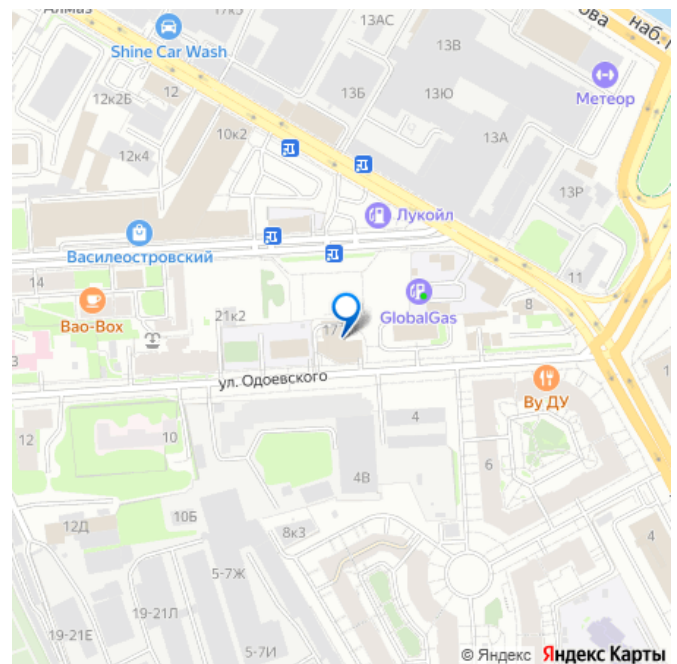 Алмаз
17к5
13АС
ова
наб.
Shine Car Wash
13В
12к2Б
12
13Б
13Ю
Метеор
10к2
12к4
13А
13Р
Лукойл
Василеостровский
14
11
Bao-Box
21к2
17
GlobalGas
8
ул. Одоевского
Ву ДУ
12
10
4
6
4В
12Д
10Б
8к3
4
5-7Ж
19-21Л
19-21Е
5-7И
© Яндекс Яндекс Карты